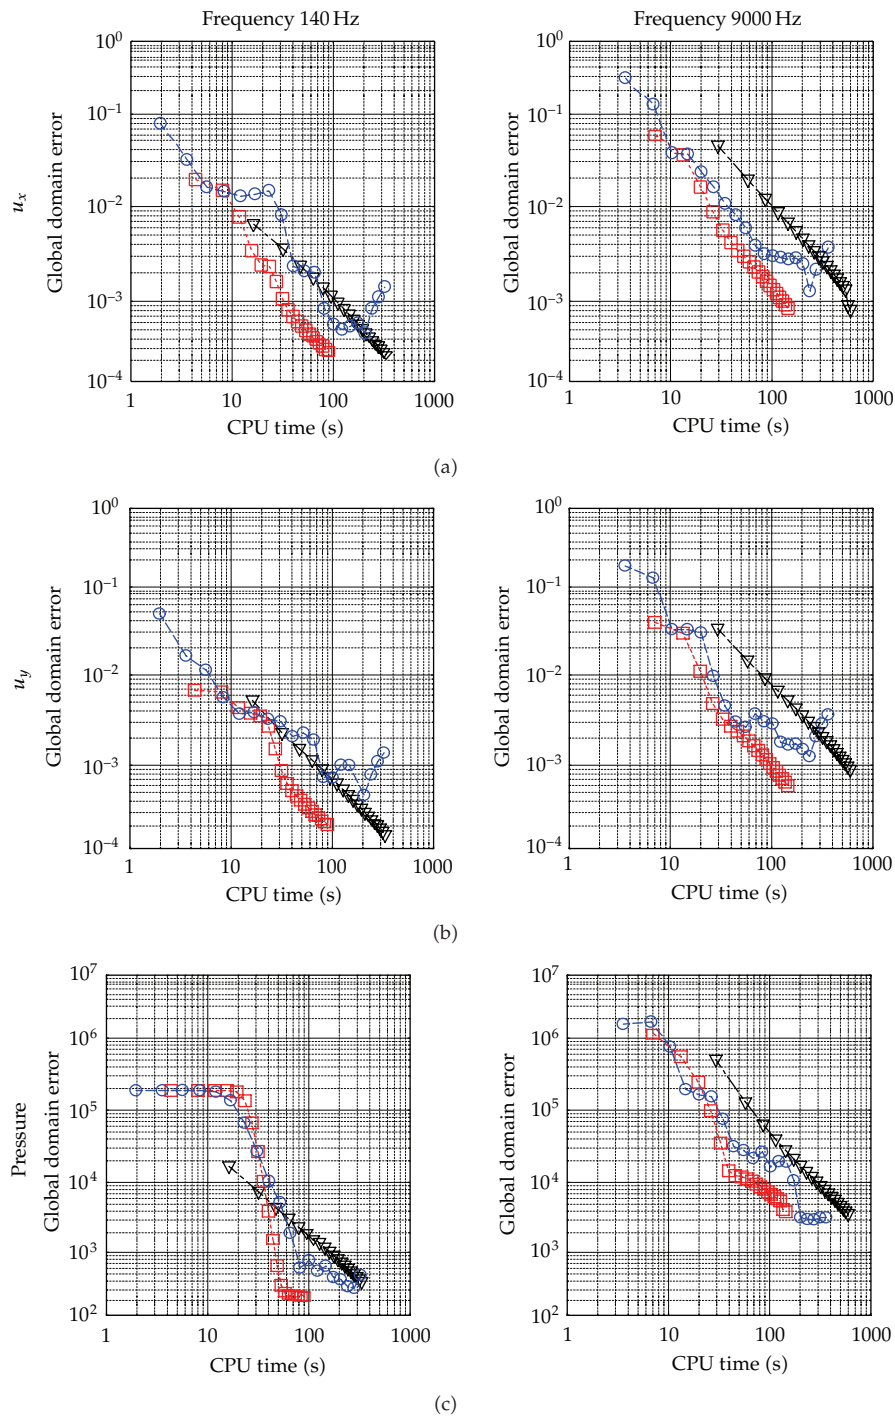 Frequency 140 Hz
Frequency 9000 Hz
u_x
Global domain error
10^0
10^−1
10^−2
10^−3
10^−4
1 10 100 1000
CPU time (s)
Global domain error
10^0
10^−1
10^−2
10^−3
10^−4
1 10 100 1000
CPU time (s)
(a)
u_y
Global domain error
10^0
10^−1
10^−2
10^−3
10^−4
1 10 100 1000
CPU time (s)
Global domain error
10^0
10^−1
10^−2
10^−3
10^−4
1 10 100 1000
CPU time (s)
(b)
Pressure
Global domain error
10^7
10^6
10^5
10^4
10^3
10^2
1 10 100 1000
CPU time (s)
Global domain error
10^7
10^6
10^5
10^4
10^3
10^2
1 10 100 1000
CPU time (s)
(c)